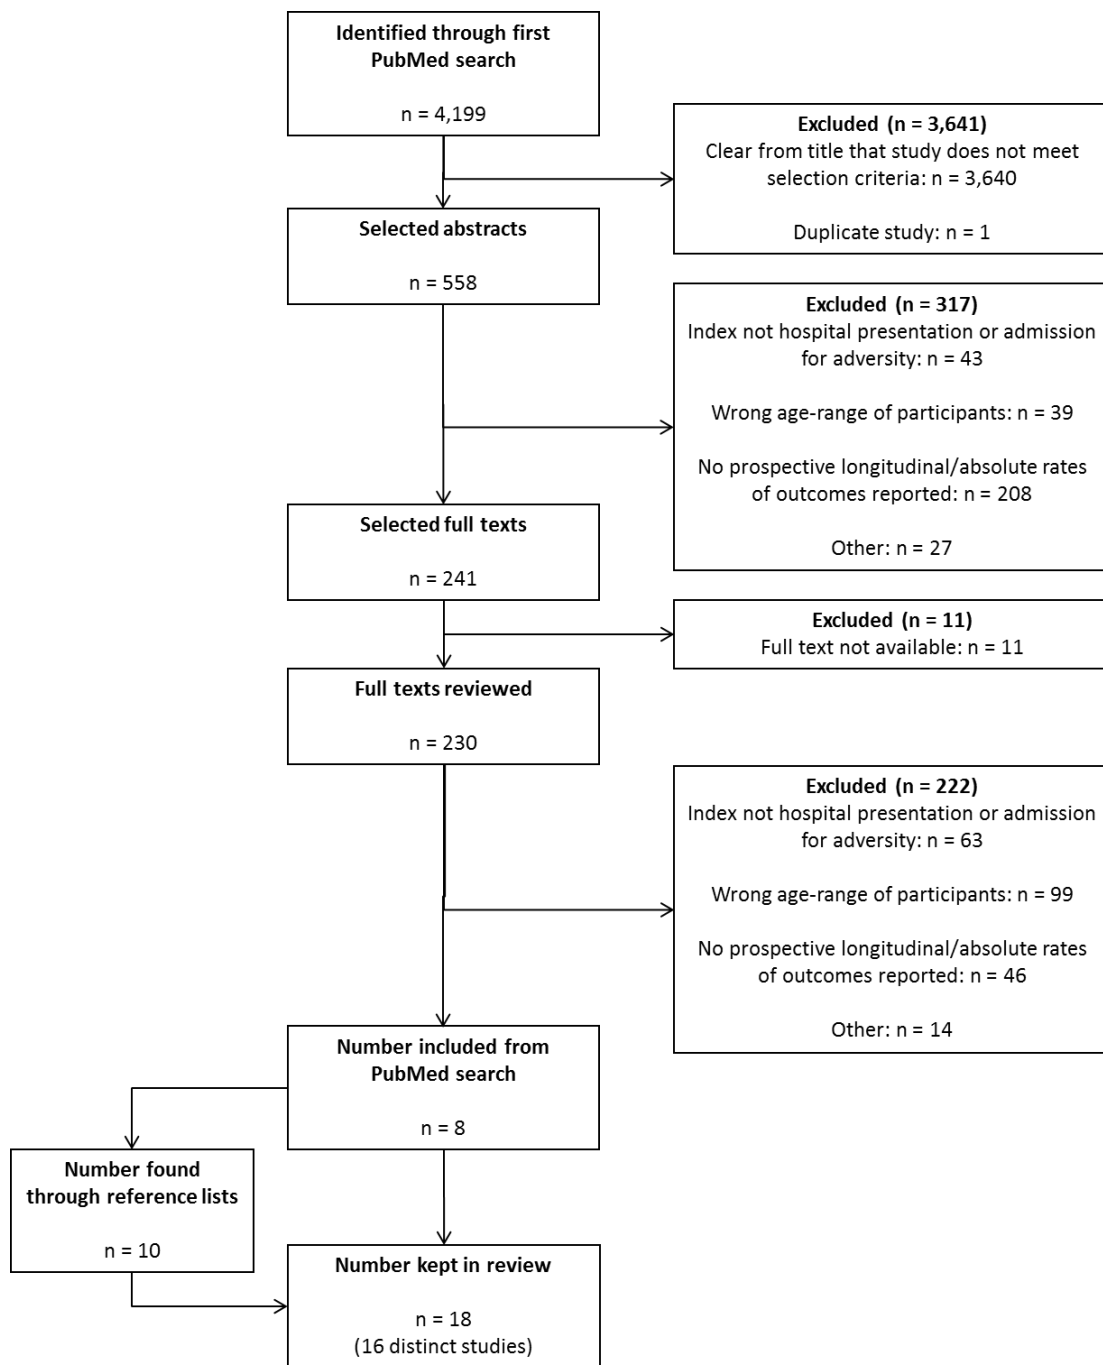 Identified through first
PubMed search
n = 4,199
Excluded (n = 3,641)
Clear from title that study does not meet
selection criteria: n = 3,640
Duplicate study: n = 1
Selected abstracts
n = 558
Excluded (n = 317)
Index not hospital presentation or admission
for adversity: n = 43
Wrong age-range of participants: n = 39
No prospective longitudinal/absolute rates
of outcomes reported: n = 208
Other: n = 27
Selected full texts
n = 241
Excluded (n = 11)
Full text not available: n = 11
Full texts reviewed
n = 230
Excluded (n = 222)
Index not hospital presentation or admission
for adversity: n = 63
Wrong age-range of participants: n = 99
No prospective longitudinal/absolute rates
of outcomes reported: n = 46
Other: n = 14
Number included from
PubMed search
n = 8
Number found
through reference lists
n = 10
Number kept in review
n = 18
(16 distinct studies)